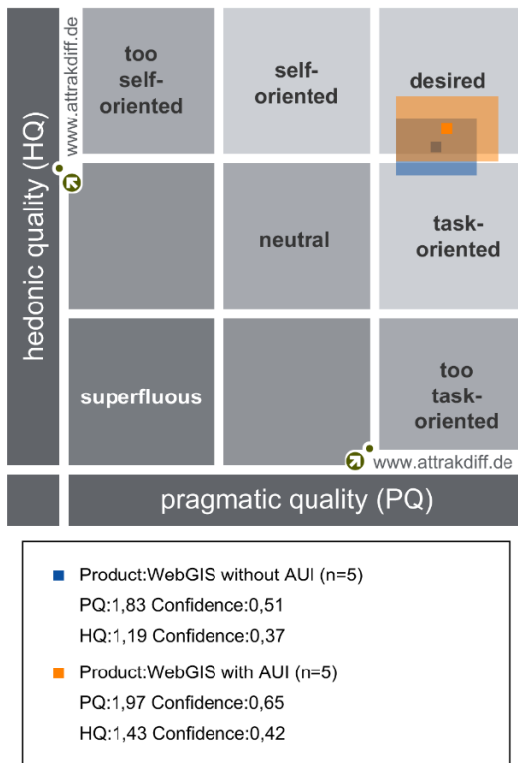 hedonic quality (HQ)
www.attrakdiff.de
too
self-
oriented
self-
oriented
desired
neutral
task-
oriented
superfluous
too
task-
oriented
www.attrakdiff.de
pragmatic quality (PQ)
Product:WebGIS without AUI (n=5)
PQ:1,83 Confidence:0,51
HQ:1,19 Confidence:0,37
Product:WebGIS with AUI (n=5)
PQ:1,97 Confidence:0,65
HQ:1,43 Confidence:0,42